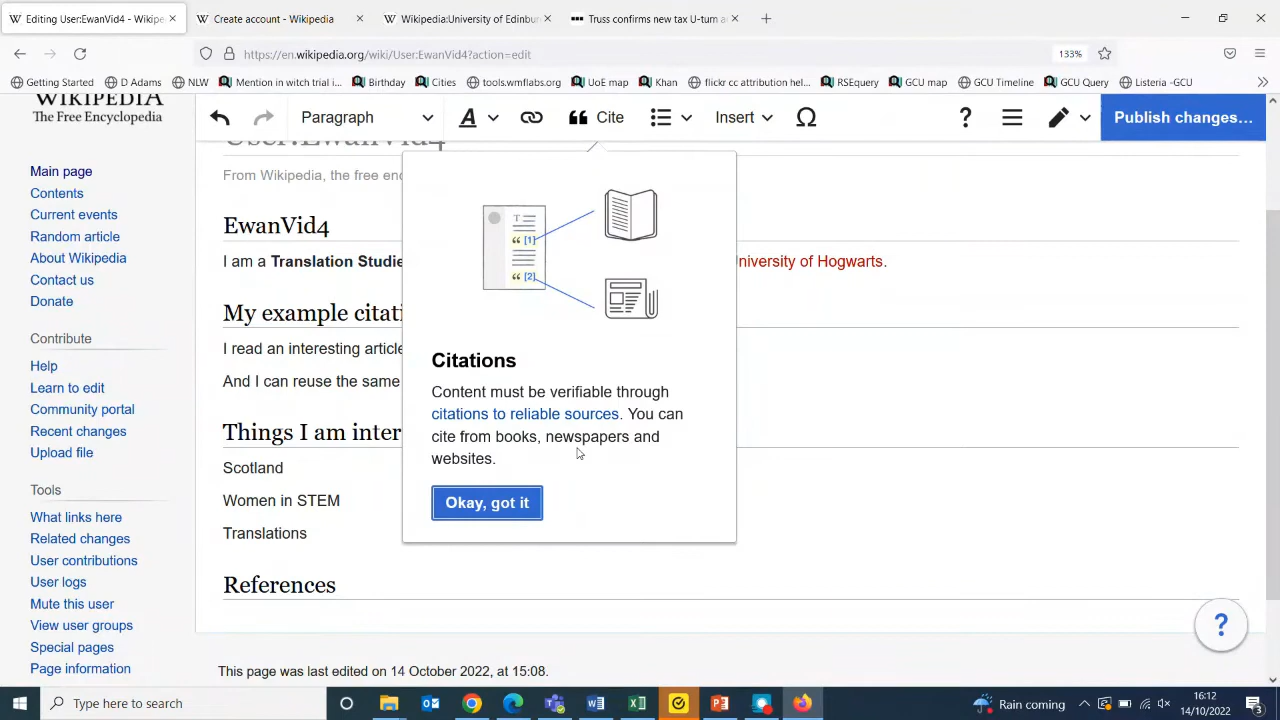 Editing User:EwanVid4 - Wikipe
Create account - Wikipedia
Wikipedia:University of Edinbur
Truss confirms new tax U-turn a
https://en.wikipedia.org/wiki/User:EwanVid4?action=edit
133%
Getting Started
D Adams
NLW
Mention in witch trial i...
Birthday
Cities
tools.wmflabs.org
UoE map
Khan
flickr cc attribution hel...
RSEquery
GCU map
GCU Timeline
GCU Query
Listeria -GCU
WIKIPEDIA
The Free Encyclopedia
Paragraph
A
Cite
Insert
Ω
?
Publish changes...
Main page
Contents
Current events
Random article
About Wikipedia
Contact us
Donate
Contribute
Help
Learn to edit
Community portal
Recent changes
Upload file
Tools
What links here
Related changes
User contributions
User logs
Mute this user
View user groups
Special pages
Page information
User:EwanVid4
From Wikipedia, the free enc
EwanVid4
I am a Translation Studie
niversity of Hogwarts.
My example citati
I read an interesting article
And I can reuse the same
Things I am inter
Scotland
Women in STEM
Translations
References
T
[1]
[2]
Citations
Content must be verifiable through
citations to reliable sources. You can
cite from books, newspapers and
websites.
Okay, got it
?
This page was last edited on 14 October 2022, at 15:08.
Type here to search
Rain coming
16:12
14/10/2022
3